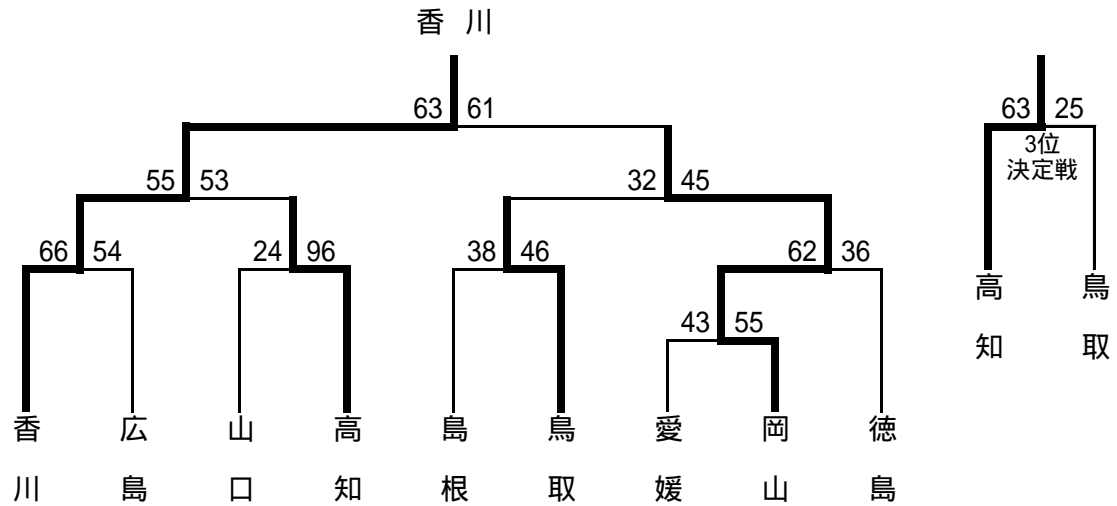 香川
63 61
63 25
3位
決定戦
55 53
32 45
66 54
24 96
38 46
62 36
43 55
高知
鳥取
香川
広島
山口
高知
島根
鳥取
愛媛
岡山
徳島